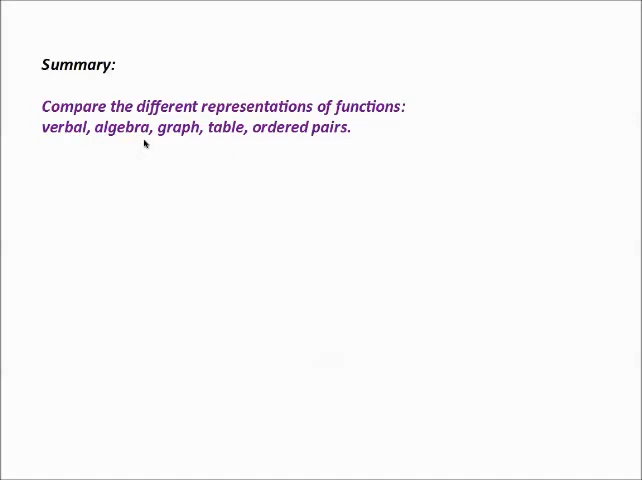 Summary:
Compare the different representations of functions:
verbal, algebra, graph, table, ordered pairs.